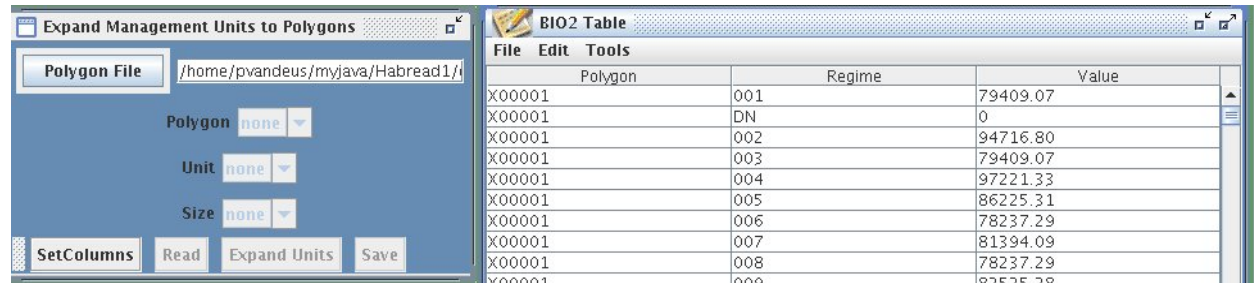 Expand Management Units to Polygons
Polygon File /home/pvandeus/myjava/Habread1/
Polygon none
Unit none
Size none
SetColumns Read Expand Units Save
BIO2 Table
File Edit Tools
Polygon Regime Value
X00001 001 79409.07
X00001 DN 0
X00001 002 94716.80
X00001 003 79409.07
X00001 004 97221.33
X00001 005 86225.31
X00001 006 78237.29
X00001 007 81394.09
X00001 008 78237.29